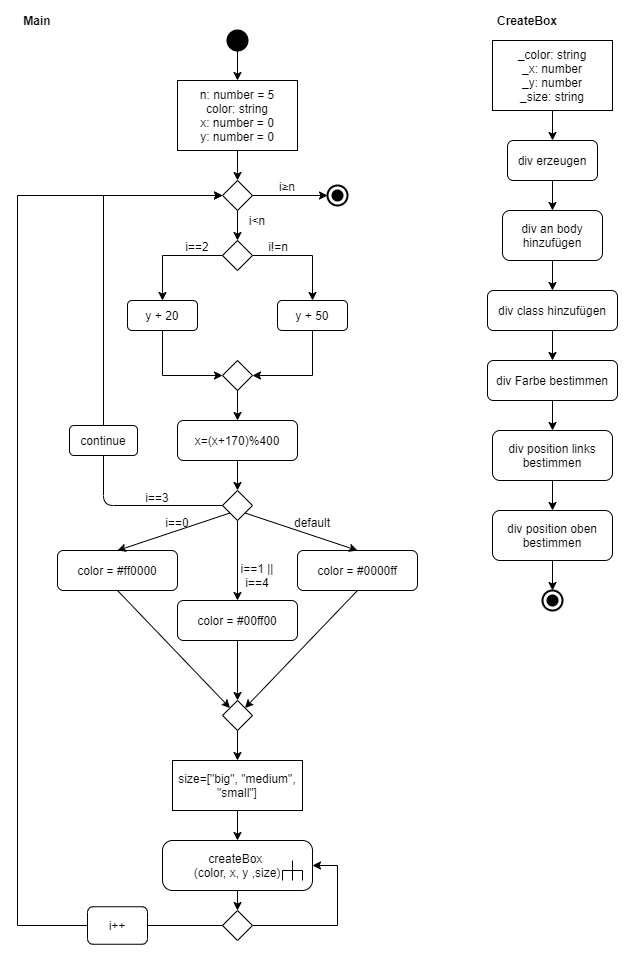 Main
n: number = 5
color: string
x: number = 0
y: number = 0
i≥n
i<n
i==2
i!=n
y + 20
y + 50
continue
x=(x+170)%400
i==3
i==0
default
color = #ff0000
i==1 ||
i==4
color = #0000ff
color = #00ff00
size=["big", "medium",
"small"]
createBox
(color, x, y ,size)
i++
CreateBox
_color: string
_x: number
_y: number
_size: string
div erzeugen
div an body
hinzufügen
div class hinzufügen
div Farbe bestimmen
div position links
bestimmen
div position oben
bestimmen